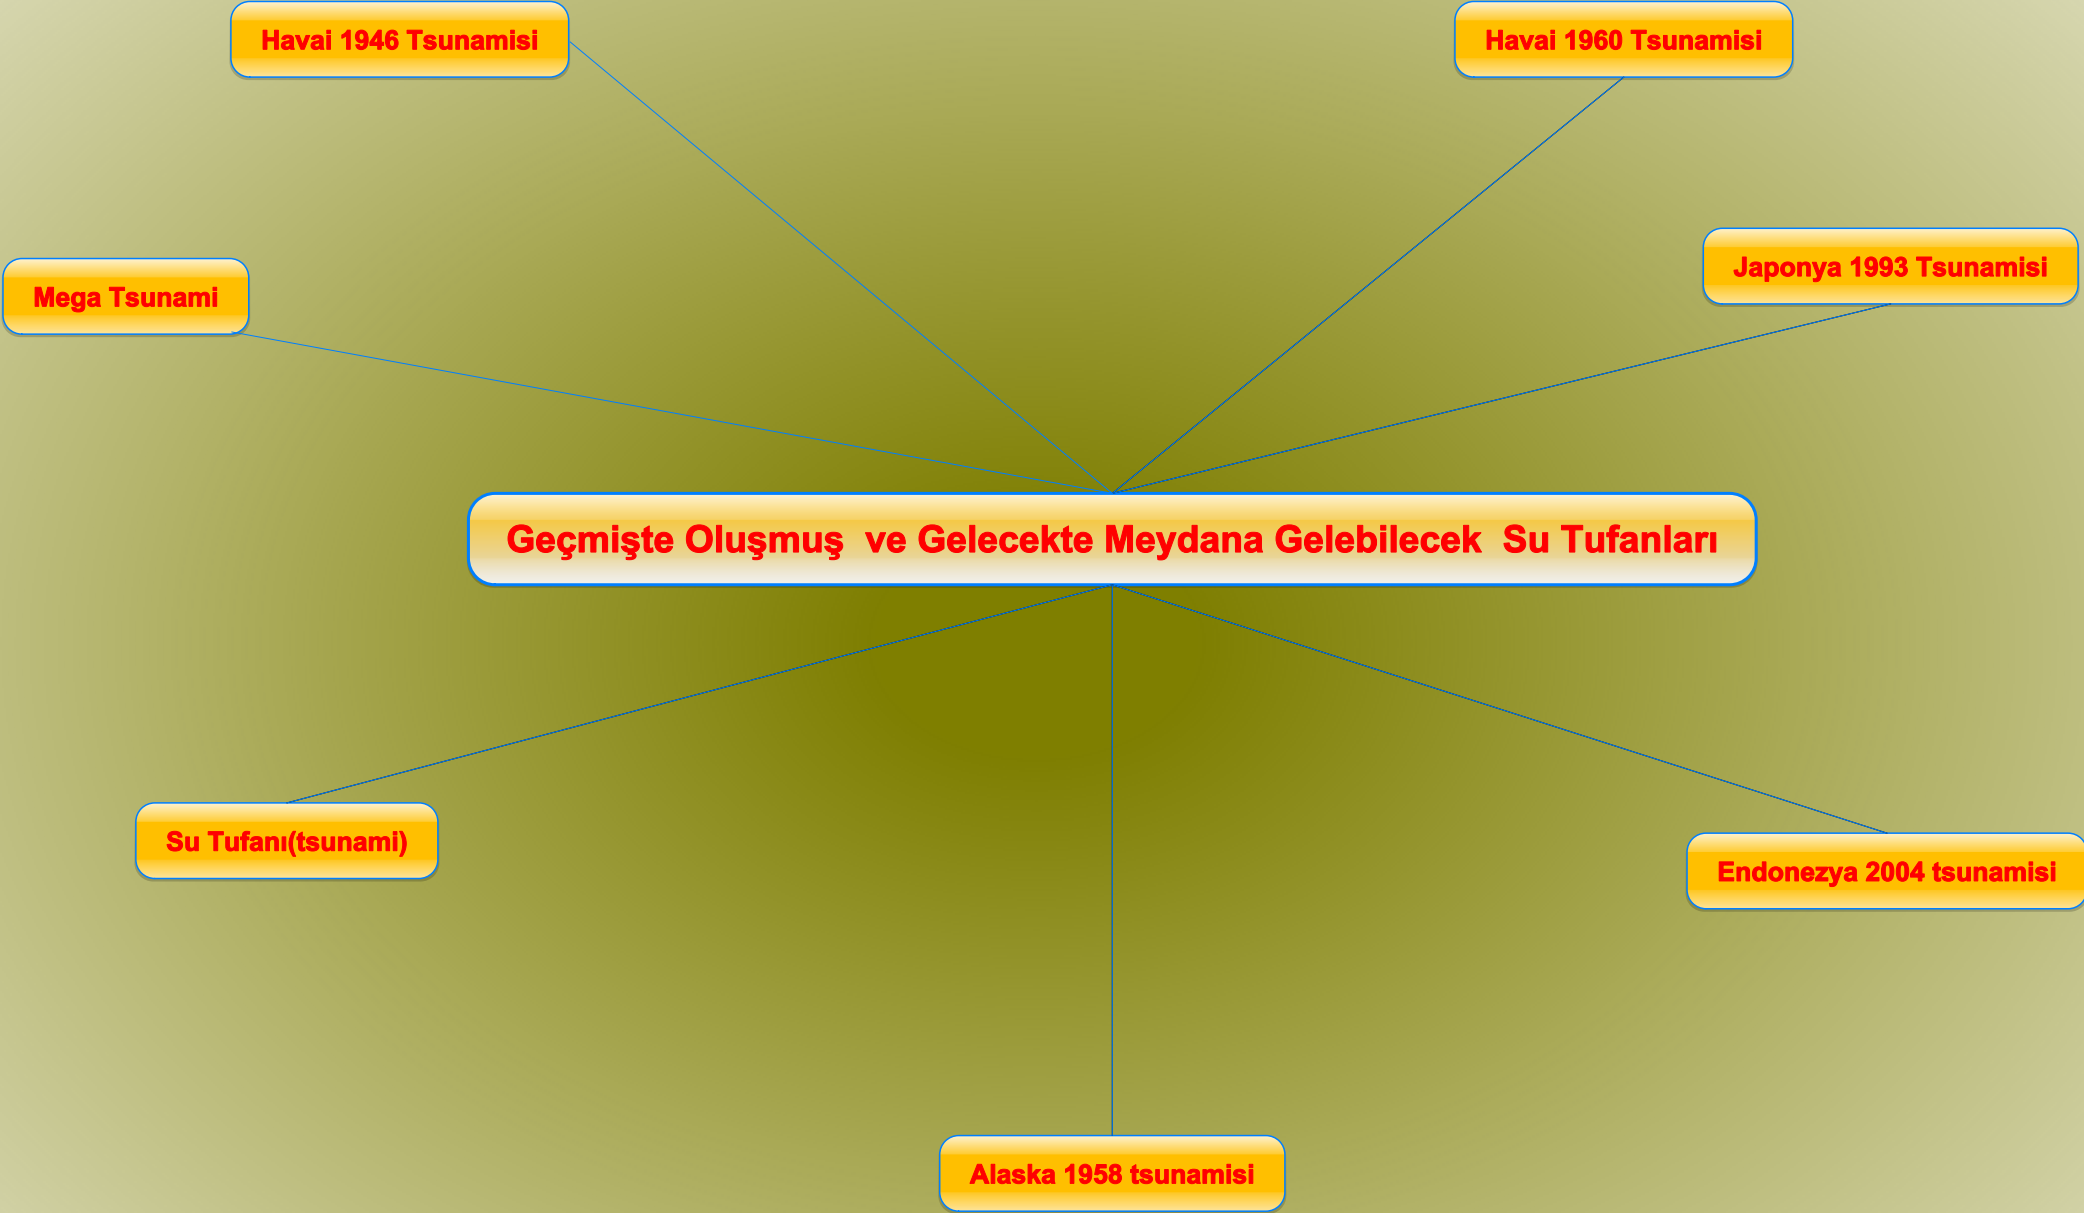 Havai 1946 Tsunamisi
Havai 1960 Tsunamisi
Japonya 1993 Tsunamisi
Mega Tsunami
Geçmişte Oluşmuş  ve Gelecekte Meydana Gelebilecek  Su Tufanları
Su Tufanı(tsunami)
Endonezya 2004 tsunamisi
Alaska 1958 tsunamisi